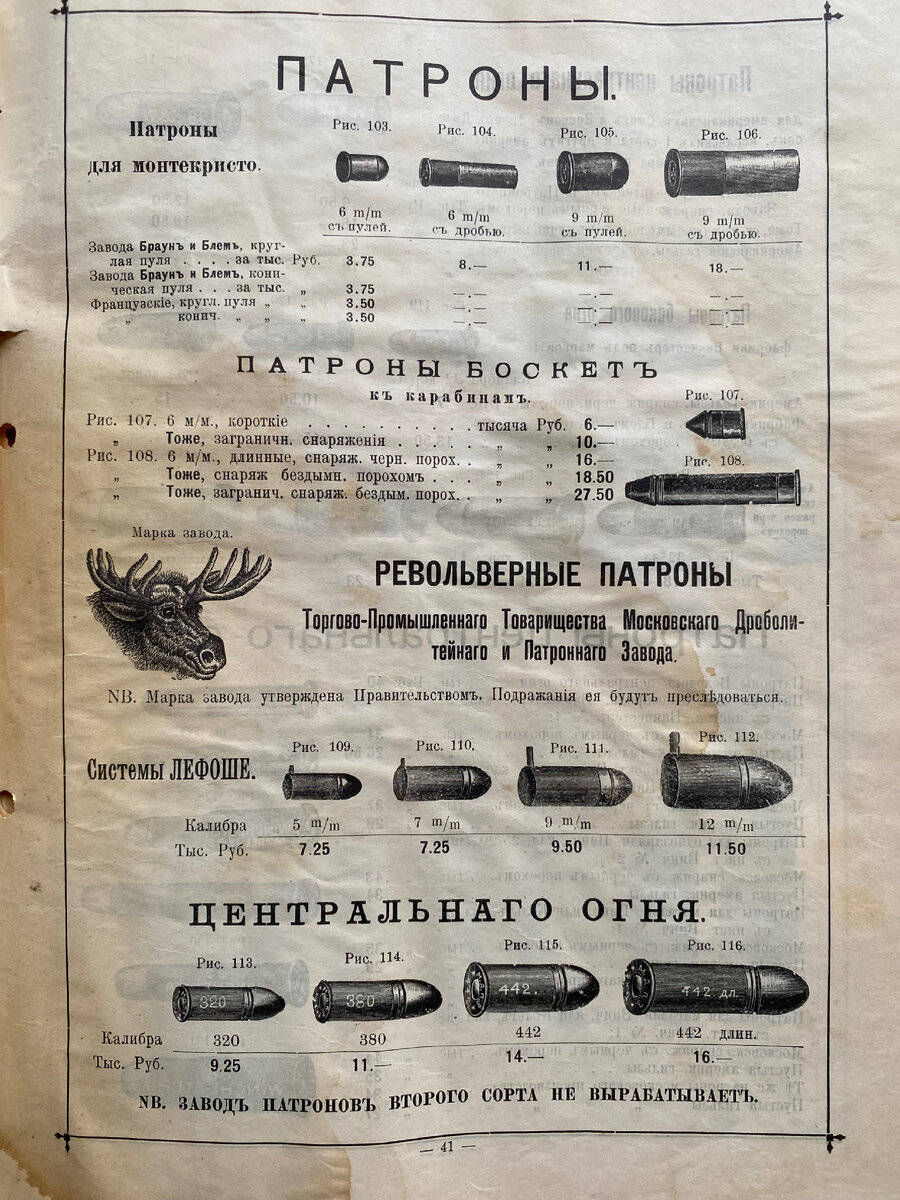 ПАТРОНЫ.
Патроны
для монтекристо.
Рис. 103.
Рис. 104.
Рис. 105.
Рис. 106.
6 m/m съ пулей.
6 m/m съ дробью.
9 m/m съ пулей.
9 m/m съ дробью.
Завода Браунъ и Блемъ, круг-
лая пуля . . . . за тыс. Руб. 3.75 8.— 11.— 18.—
Завода Браунъ и Блемъ, кони-
ческая пуля . . . за тыс. „ 3.75 —.— —.— —.—
Французскіе, кругл. пуля „ „ 3.50 —.— —.— —.—
„ конич. „ „ „ 3.50 —.— —.— —.—
ПАТРОНЫ БОСКЕТЪ
къ карабинамъ.
Рис. 107.
Рис. 107. 6 м/м., короткіе . . . . . . . . . . . тысяча Руб. 6.—
„ Тоже, заграничн. снаряженія . . . . „ „ 10.—
Рис. 108. 6 м/м., длинные, снаряж. черн. порох. . „ „ 16.—
Рис. 108.
„ Тоже, снаряж бездымн. порохомъ . . . „ „ 18.50
„ Тоже, загранич. снаряж. бездым. порох. . „ „ 27.50
Марка завода.
РЕВОЛЬВЕРНЫЕ ПАТРОНЫ
Торгово-Промышленнаго Товарищества Московскаго Дроболи-
тейнаго и Патроннаго Завода.
NB. Марка завода утверждена Правительствомъ. Подражанія ея будутъ преслѣдоваться.
Системы ЛЕФОШЕ.
Рис. 109.
Рис. 110.
Рис. 111.
Рис. 112.
Калибра 5 m/m 7 m/m 9 m/m 12 m/m
Тыс. Руб. 7.25 7.25 9.50 11.50
ЦЕНТРАЛЬНАГО ОГНЯ.
Рис. 113.
Рис. 114.
Рис. 115.
Рис. 116.
320
380
442.
442 дл.
Калибра 320 380 442 442 длин.
Тыс. Руб. 9.25 11.— 14.— 16.—
NB. ЗАВОДЪ ПАТРОНОВЪ ВТОРОГО СОРТА НЕ ВЫРАБАТЫВАЕТЪ.
— 41 —